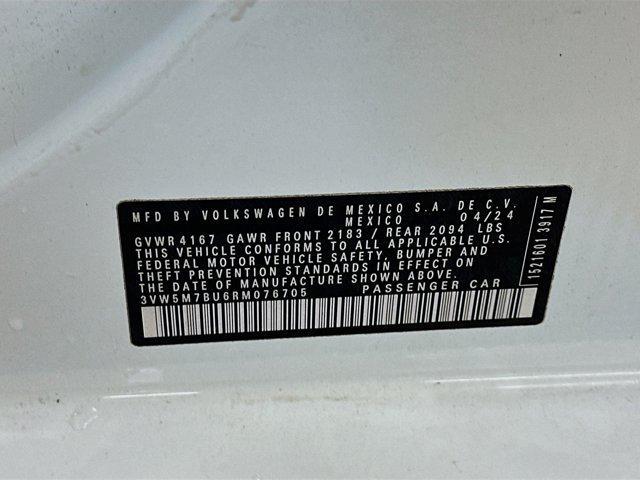 MFD BY VOLKSWAGEN DE MEXICO S.A. DE C.V.
MEXICO 04/24
GVWR 4167 GAWR FRONT 2183 / REAR 2094 LBS
THIS VEHICLE CONFORMS TO ALL APPLICABLE U.S.
FEDERAL MOTOR VEHICLE SAFETY, BUMPER AND
THEFT PREVENTION STANDARDS IN EFFECT ON
THE DATE OF MANUFACTURE SHOWN ABOVE.
3VW5M7BU6RM076705 PASSENGER CAR
1521601 3917 M